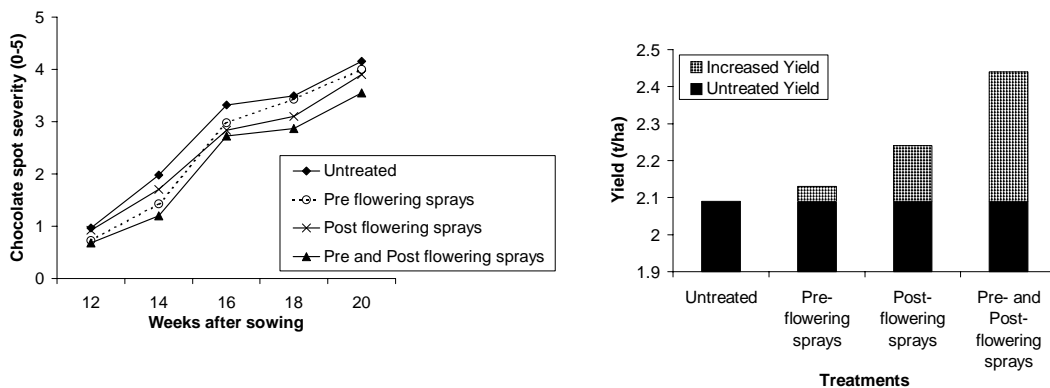 Chocolate spot severity (0-5)
5
4
3
2
1
0
12 14 16 18 20
Weeks after sowing
Untreated
Pre flowering sprays
Post flowering sprays
Pre and Post flowering sprays
Yield (t/ha)
2.5
2.4
2.3
2.2
2.1
2
1.9
Increased Yield
Untreated Yield
Untreated
Pre-
flowering
sprays
Post-
flowering
sprays
Pre- and
Post-
flowering
sprays
Treatments